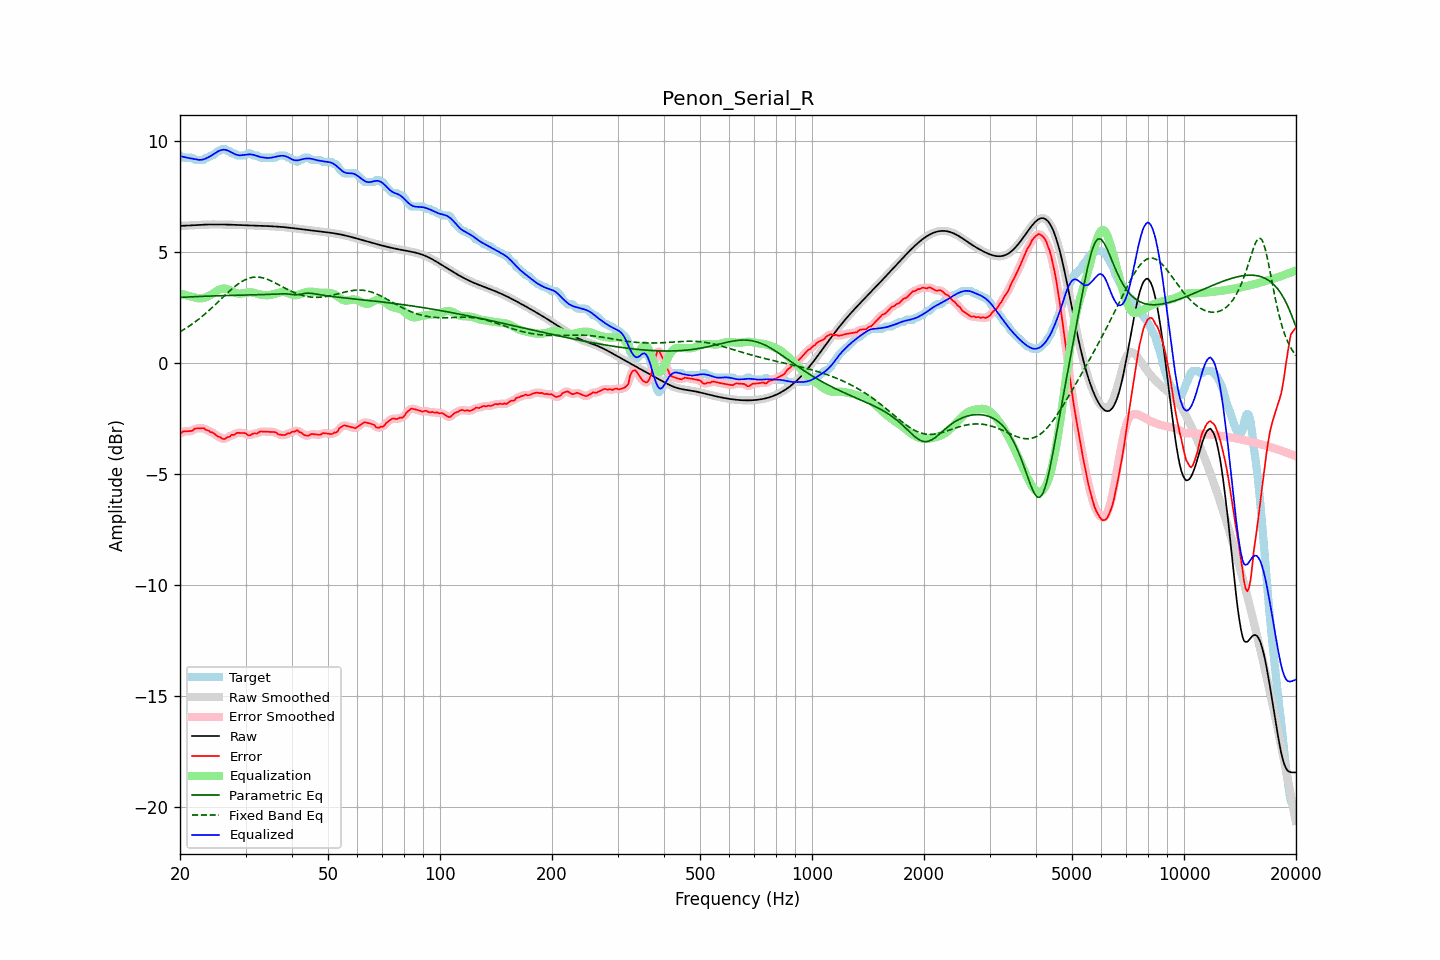 Penon_Serial_R
10
5
0
−5
−10
−15
−20
Amplitude (dBr)
Target
Raw Smoothed
Error Smoothed
Raw
Error
Equalization
Parametric Eq
Fixed Band Eq
Equalized
20 50 100 200 500 1000 2000 5000 10000 20000
Frequency (Hz)